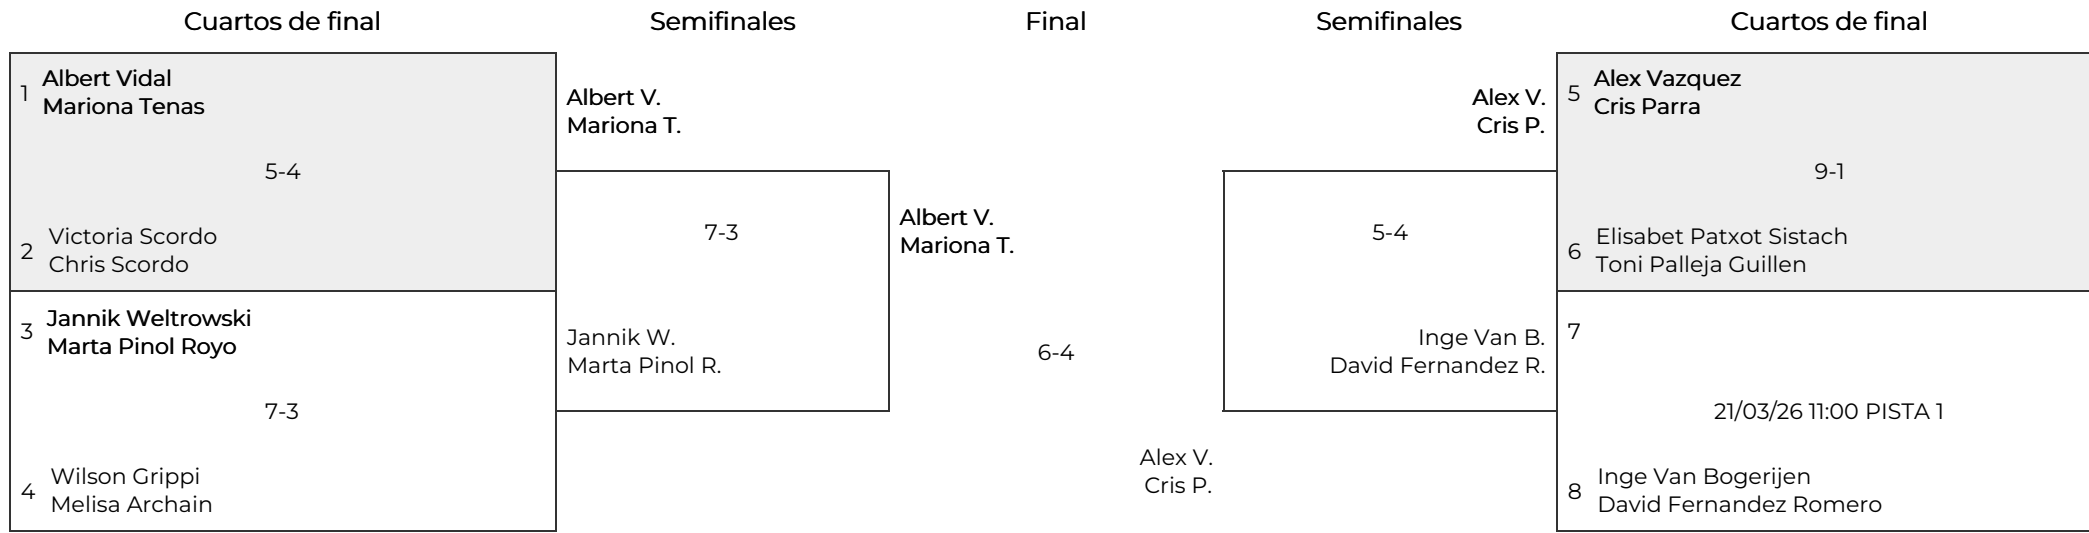 Cuartos de final
Semifinales
Final
Semifinales
Cuartos de final
1
Albert Vidal
Mariona Tenas
5-4
2
Victoria Scordo
Chris Scordo
3
Jannik Weltrowski
Marta Pinol Royo
7-3
4
Wilson Grippi
Melisa Archain
Albert V.
Mariona T.
7-3
Jannik W.
Marta Pinol R.
Albert V.
Mariona T.
6-4
Alex V.
Cris P.
Alex V.
Cris P.
5-4
Inge Van B.
David Fernandez R.
5
Alex Vazquez
Cris Parra
9-1
6
Elisabet Patxot Sistach
Toni Palleja Guillen
7
21/03/26 11:00 PISTA 1
8
Inge Van Bogerijen
David Fernandez Romero